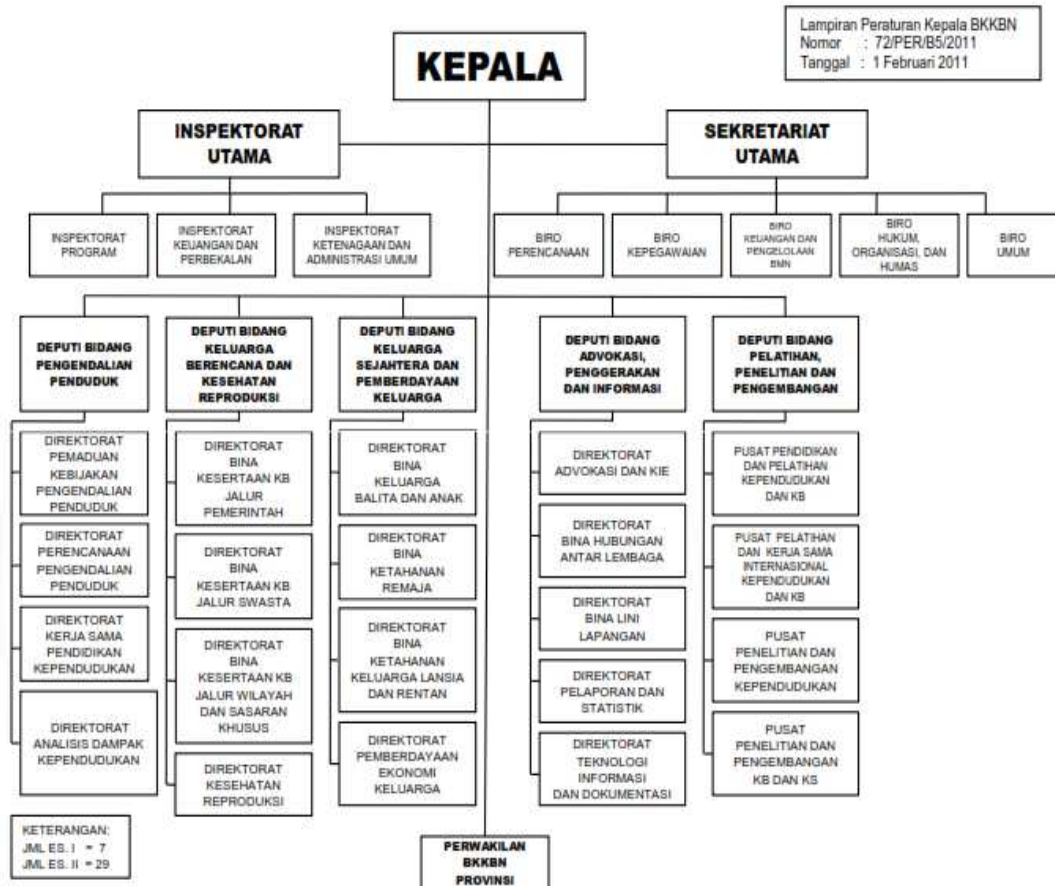 Lampiran Peraturan Kepala BKKBN
Nomor : 72/PER/B5/2011
Tanggal : 1 Februari 2011
KEPALA
INSPEKTORAT
UTAMA
SEKRETARIAT
UTAMA
INSPEKTORAT
PROGRAM
INSPEKTORAT
KEUANGAN DAN
PERBEKALAN
INSPEKTORAT
KETENAGAAN DAN
ADMINISTRASI UMUM
BIRO
PERENCANAAN
BIRO
KEPEGAWAIAN
BIRO
KEUANGAN DAN
PENGELOLAAN
BMN
BIRO
HUKUM,
ORGANISASI, DAN
HUMAS
BIRO
UMUM
DEPUTI BIDANG
PENGENDALIAN
PENDUDUK
DEPUTI BIDANG
KELUARGA
BERENCANA DAN
KESEHATAN
REPRODUKSI
DEPUTI BIDANG
KELUARGA
SEJAHTERA DAN
PEMBERDAYAAN
KELUARGA
DEPUTI BIDANG
ADVOKASI,
PENGGERAKAN
DAN INFORMASI
DEPUTI BIDANG
PELATIHAN,
PENELITIAN DAN
PENGEMBANGAN
DIREKTORAT
PEMADUAN
KEBIJAKAN
PENGENDALIAN
PENDUDUK
DIREKTORAT
PERENCANAAN
PENGENDALIAN
PENDUDUK
DIREKTORAT
KERJA SAMA
PENDIDIKAN
KEPENDUDUKAN
DIREKTORAT
ANALISIS DAMPAK
KEPENDUDUKAN
DIREKTORAT
BINA
KESERTAAN KB
JALUR
PEMERINTAH
DIREKTORAT
BINA
KESERTAAN KB
JALUR SWASTA
DIREKTORAT
BINA
KESERTAAN KB
JALUR WILAYAH
DAN SASARAN
KHUSUS
DIREKTORAT
KESEHATAN
REPRODUKSI
DIREKTORAT
BINA
KELUARGA
BALITA DAN ANAK
DIREKTORAT
BINA
KETAHANAN
REMAJA
DIREKTORAT
BINA
KETAHANAN
KELUARGA LANSIA
DAN RENTAN
DIREKTORAT
PEMBERDAYAAN
EKONOMI
KELUARGA
DIREKTORAT
ADVOKASI DAN KIE
DIREKTORAT
BINA HUBUNGAN
ANTAR LEMBAGA
DIREKTORAT
BINA LINI
LAPANGAN
DIREKTORAT
PELAPORAN DAN
STATISTIK
DIREKTORAT
TEKNOLOGI
INFORMASI
DAN DOKUMENTASI
PUSAT PENDIDIKAN
DAN PELATIHAN
KEPENDUDUKAN
DAN KB
PUSAT PELATIHAN
DAN KERJA SAMA
INTERNASIONAL
KEPENDUDUKAN
DAN KB
PUSAT
PENELITIAN DAN
PENGEMBANGAN
KEPENDUDUKAN
PUSAT
PENELITIAN DAN
PENGEMBANGAN
KB DAN KS
KETERANGAN:
JML ES. I = 7
JML ES. II = 29
PERWAKILAN
BKKBN
PROVINSI